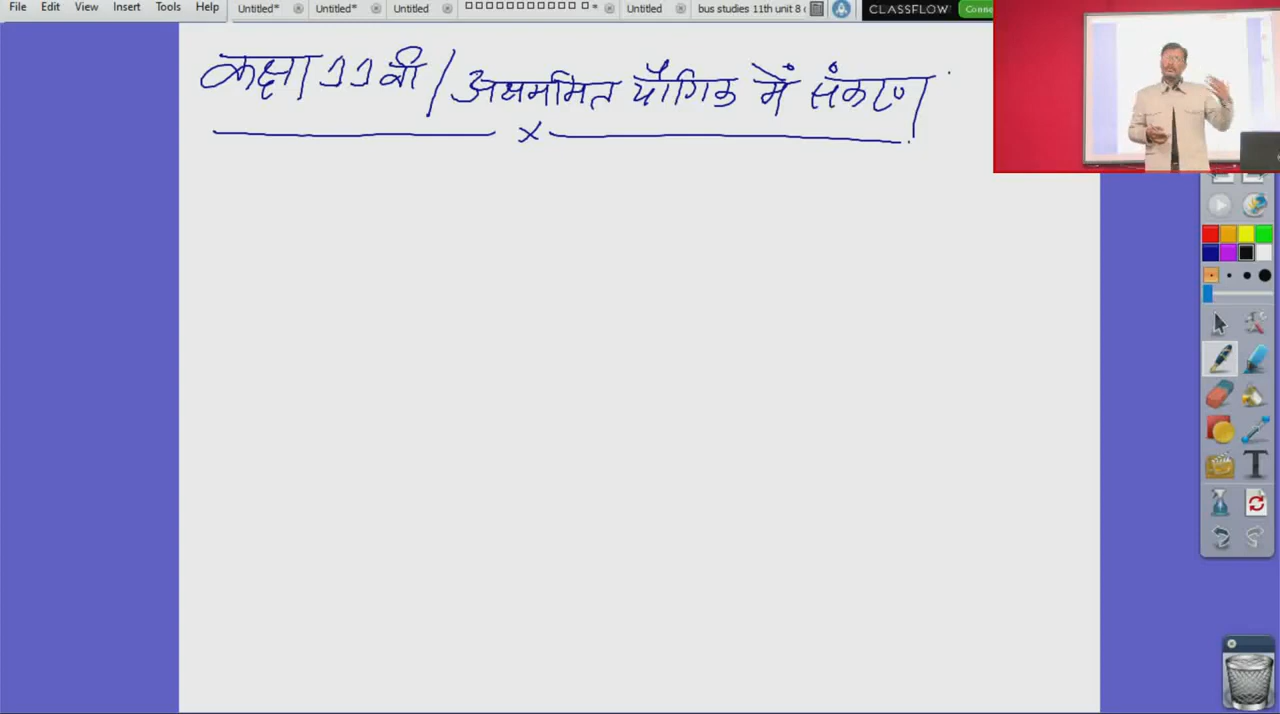 File Edit View Insert Tools Help Untitled* Untitled* Untitled Untitled bus studies 11th unit 8 CLASSFLOW Conne
कक्षा 11वी / असममित यौगिक में संकरण
x
T